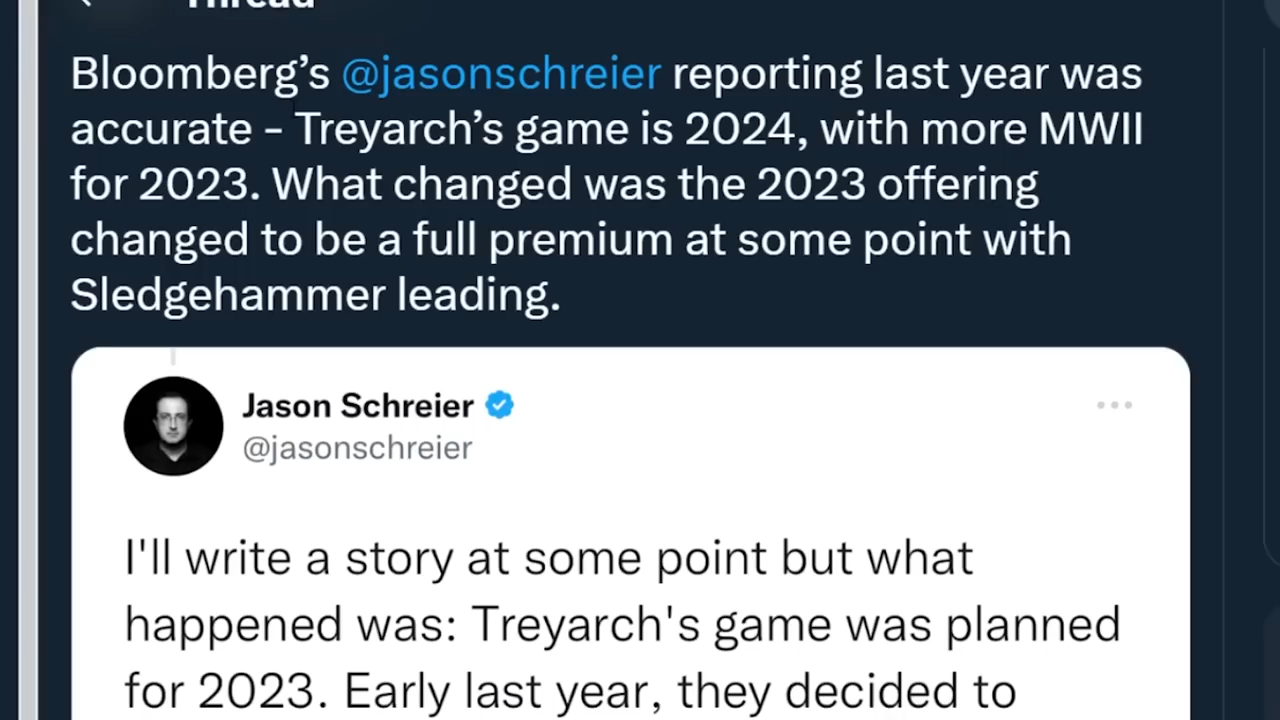 Thread
Bloomberg’s @jasonschreier reporting last year was
accurate - Treyarch’s game is 2024, with more MWII
for 2023. What changed was the 2023 offering
changed to be a full premium at some point with
Sledgehammer leading.
Jason Schreier
@jasonschreier
I'll write a story at some point but what
happened was: Treyarch's game was planned
for 2023. Early last year, they decided to